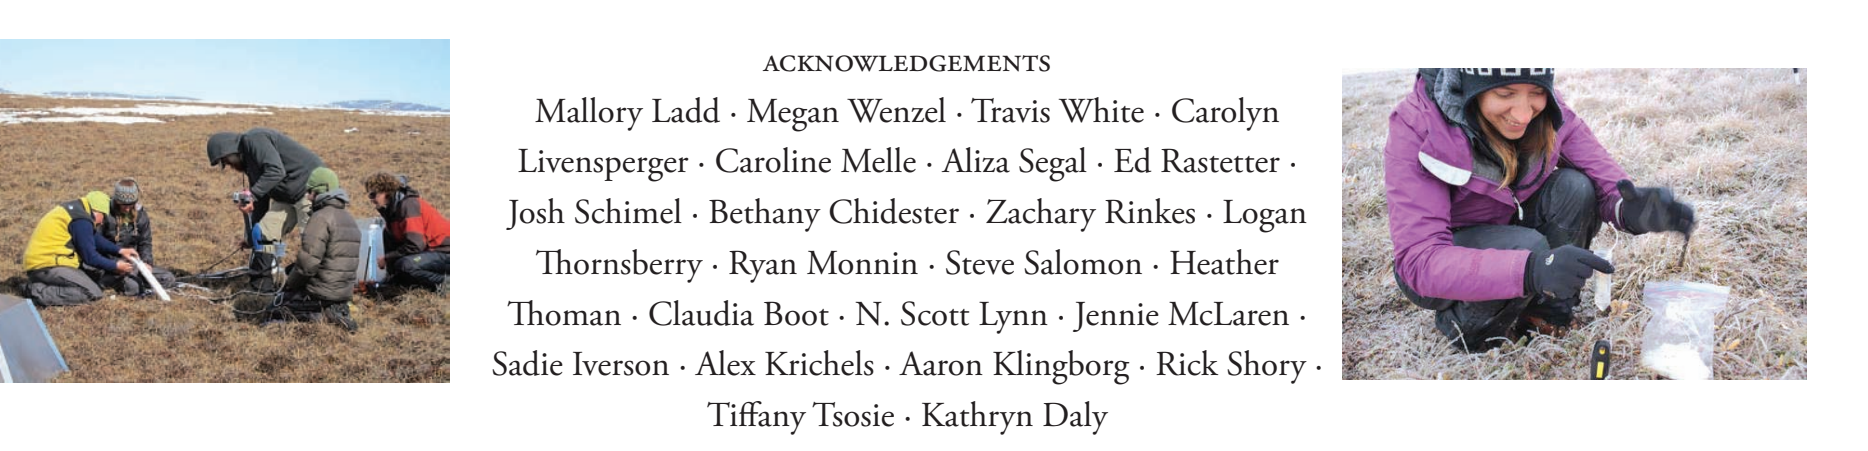 ACKNOWLEDGEMENTS
Mallory Ladd · Megan Wenzel · Travis White · Carolyn
Livensperger · Caroline Melle · Aliza Segal · Ed Rastetter ·
Josh Schimel · Bethany Chidester · Zachary Rinkes · Logan
Thornsberry · Ryan Monnin · Steve Salomon · Heather
Thoman · Claudia Boot · N. Scott Lynn · Jennie McLaren ·
Sadie Iverson · Alex Krichels · Aaron Klingborg · Rick Shory ·
Tiffany Tsosie · Kathryn Daly